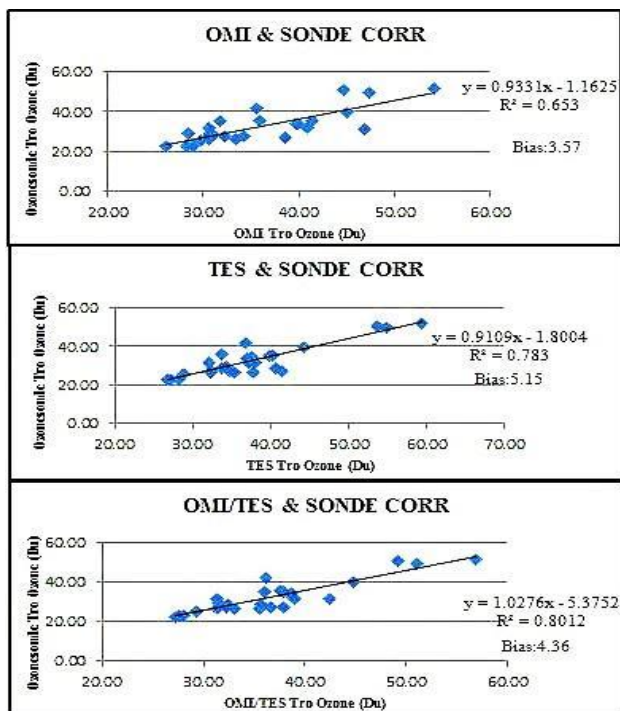 OMI & SONDE CORR
Ozonesonde Tro Ozone (Du)
60.00
40.00
20.00
0.00
20.00 30.00 40.00 50.00 60.00
OMI Tro Ozone (Du)
y = 0.9331x - 1.1625
R² = 0.653
Bias:3.57
TES & SONDE CORR
Ozonesonde Tro Ozone (Du)
60.00
40.00
20.00
0.00
20.00 30.00 40.00 50.00 60.00 70.00
TES Tro Ozone (Du)
y = 0.9109x - 1.8004
R² = 0.783
Bias:5.15
OMI/TES & SONDE CORR
Ozonesonde Tro Ozone (Du)
60.00
40.00
20.00
0.00
20.00 30.00 40.00 50.00 60.00
OMI/TES Tro Ozone (Du)
y = 1.0276x - 5.3752
R² = 0.8012
Bias:4.36